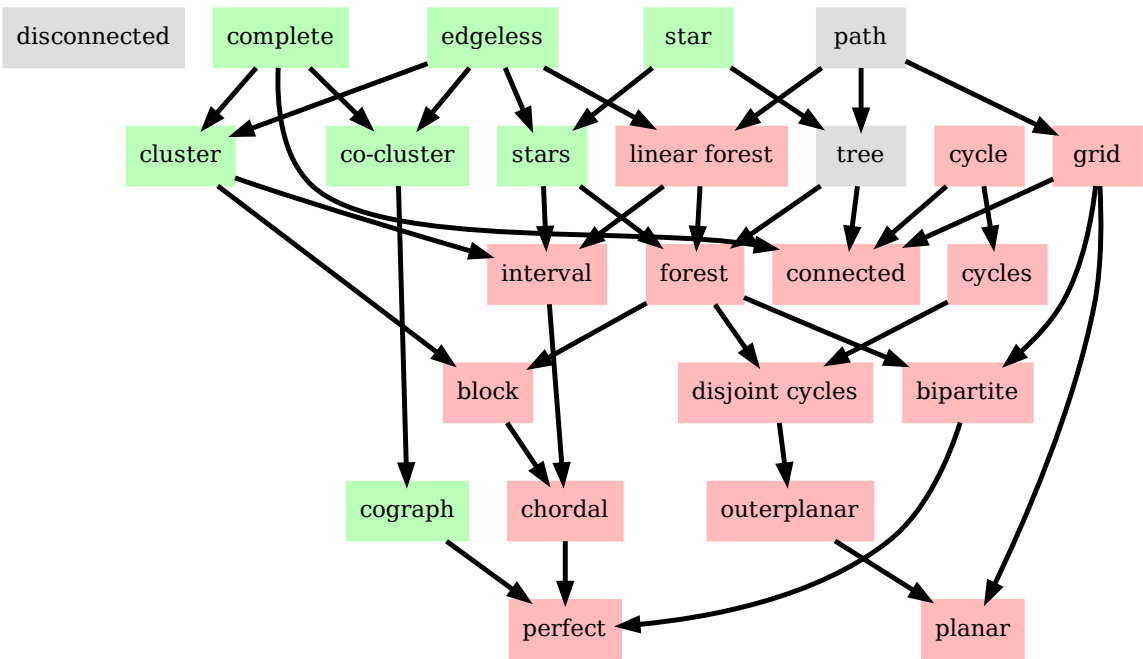 disconnected
complete
edgeless
star
path
cluster
co-cluster
stars
linear forest
tree
cycle
grid
interval
forest
connected
cycles
block
disjoint cycles
bipartite
cograph
chordal
outerplanar
perfect
planar